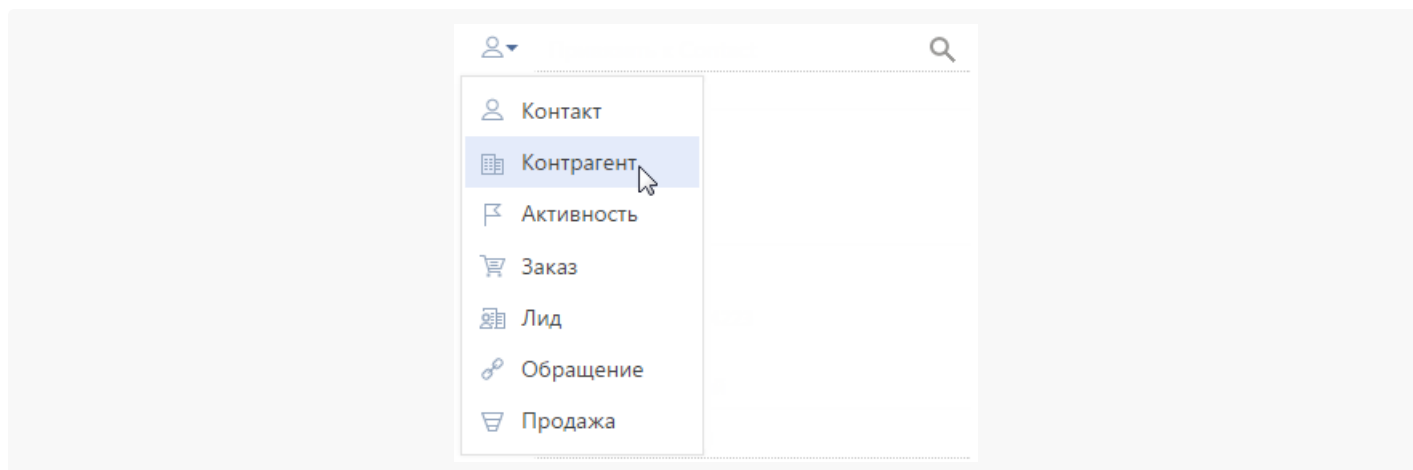 Контакт
Контрагент
Активность
Заказ
Лид
Обращение
Продажа